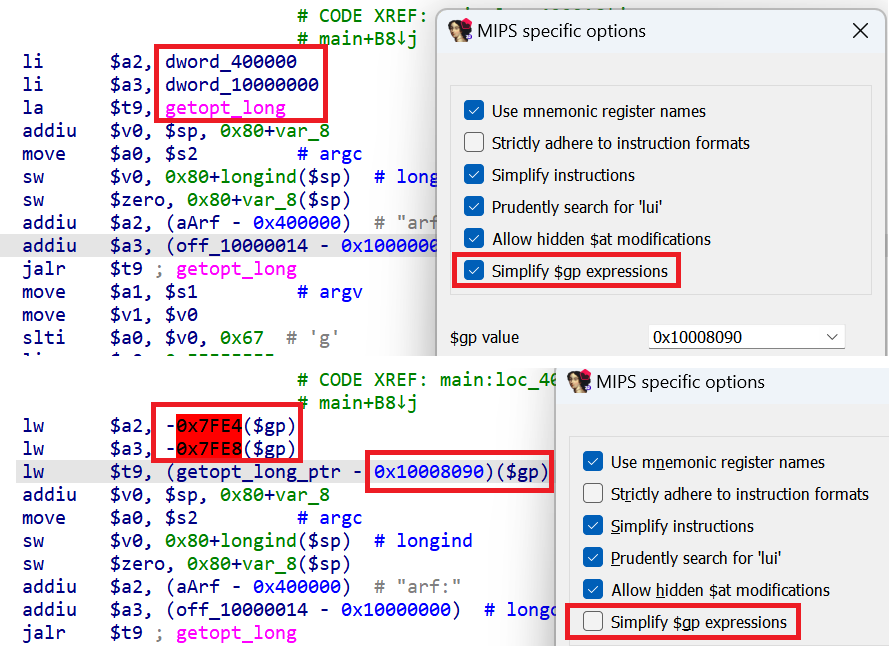 # CODE XREF:
# main+B8↓j
li $a2, dword_400000
li $a3, dword_10000000
la $t9, getopt_long
addiu $v0, $sp, 0x80+var_8
move $a0, $s2 # argc
sw $v0, 0x80+longind($sp) # long
sw $zero, 0x80+var_8($sp)
addiu $a2, (aArf - 0x400000) # "arf
addiu $a3, (off_10000014 - 0x1000000
jalr $t9 ; getopt_long
move $a1, $s1 # argv
move $v1, $v0
slti $a0, $v0, 0x67 # 'g'
MIPS specific options
Use mnemonic register names
Strictly adhere to instruction formats
Simplify instructions
Prudently search for 'lui'
Allow hidden $at modifications
Simplify $gp expressions
$gp value 0x10008090
# CODE XREF: main:loc_40
# main+B8↓j
lw $a2, -0x7FE4($gp)
lw $a3, -0x7FE8($gp)
lw $t9, (getopt_long_ptr - 0x10008090)($gp)
addiu $v0, $sp, 0x80+var_8
move $a0, $s2 # argc
sw $v0, 0x80+longind($sp) # longind
sw $zero, 0x80+var_8($sp)
addiu $a2, (aArf - 0x400000) # "arf:"
addiu $a3, (off_10000014 - 0x10000000) # longo
jalr $t9 ; getopt_long
MIPS specific options
Use mnemonic register names
Strictly adhere to instruction formats
Simplify instructions
Prudently search for 'lui'
Allow hidden $at modifications
Simplify $gp expressions